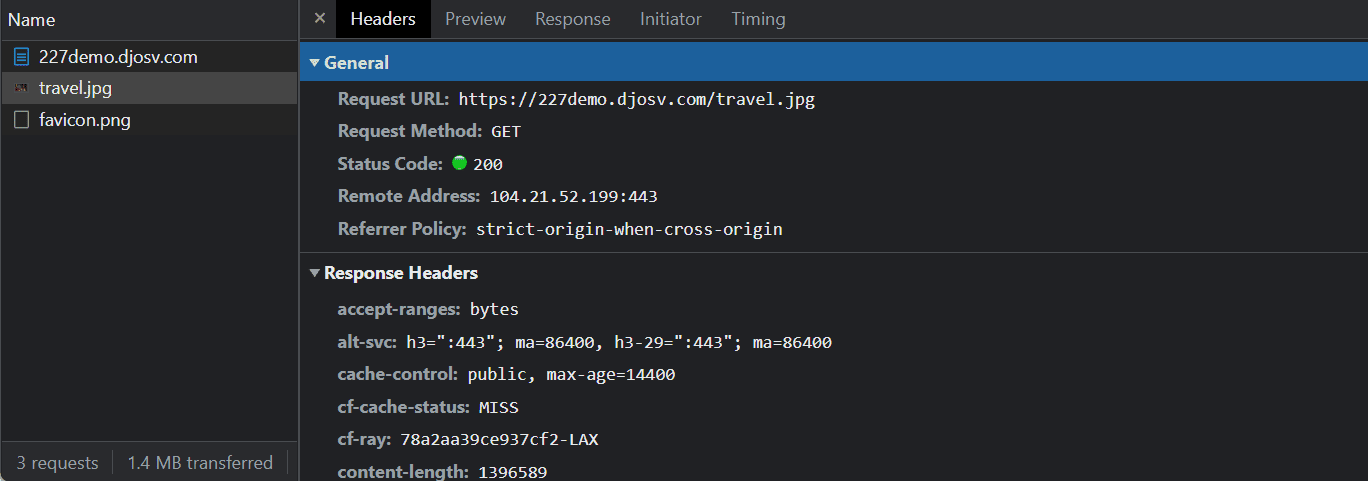 Name
227demo.djosv.com
travel.jpg
favicon.png
3 requests 1.4 MB transferred
× Headers Preview Response Initiator Timing
▼ General
Request URL: https://227demo.djosv.com/travel.jpg
Request Method: GET
Status Code: 200
Remote Address: 104.21.52.199:443
Referrer Policy: strict-origin-when-cross-origin
▼ Response Headers
accept-ranges: bytes
alt-svc: h3=":443"; ma=86400, h3-29=":443"; ma=86400
cache-control: public, max-age=14400
cf-cache-status: MISS
cf-ray: 78a2aa39ce937cf2-LAX
content-length: 1396589